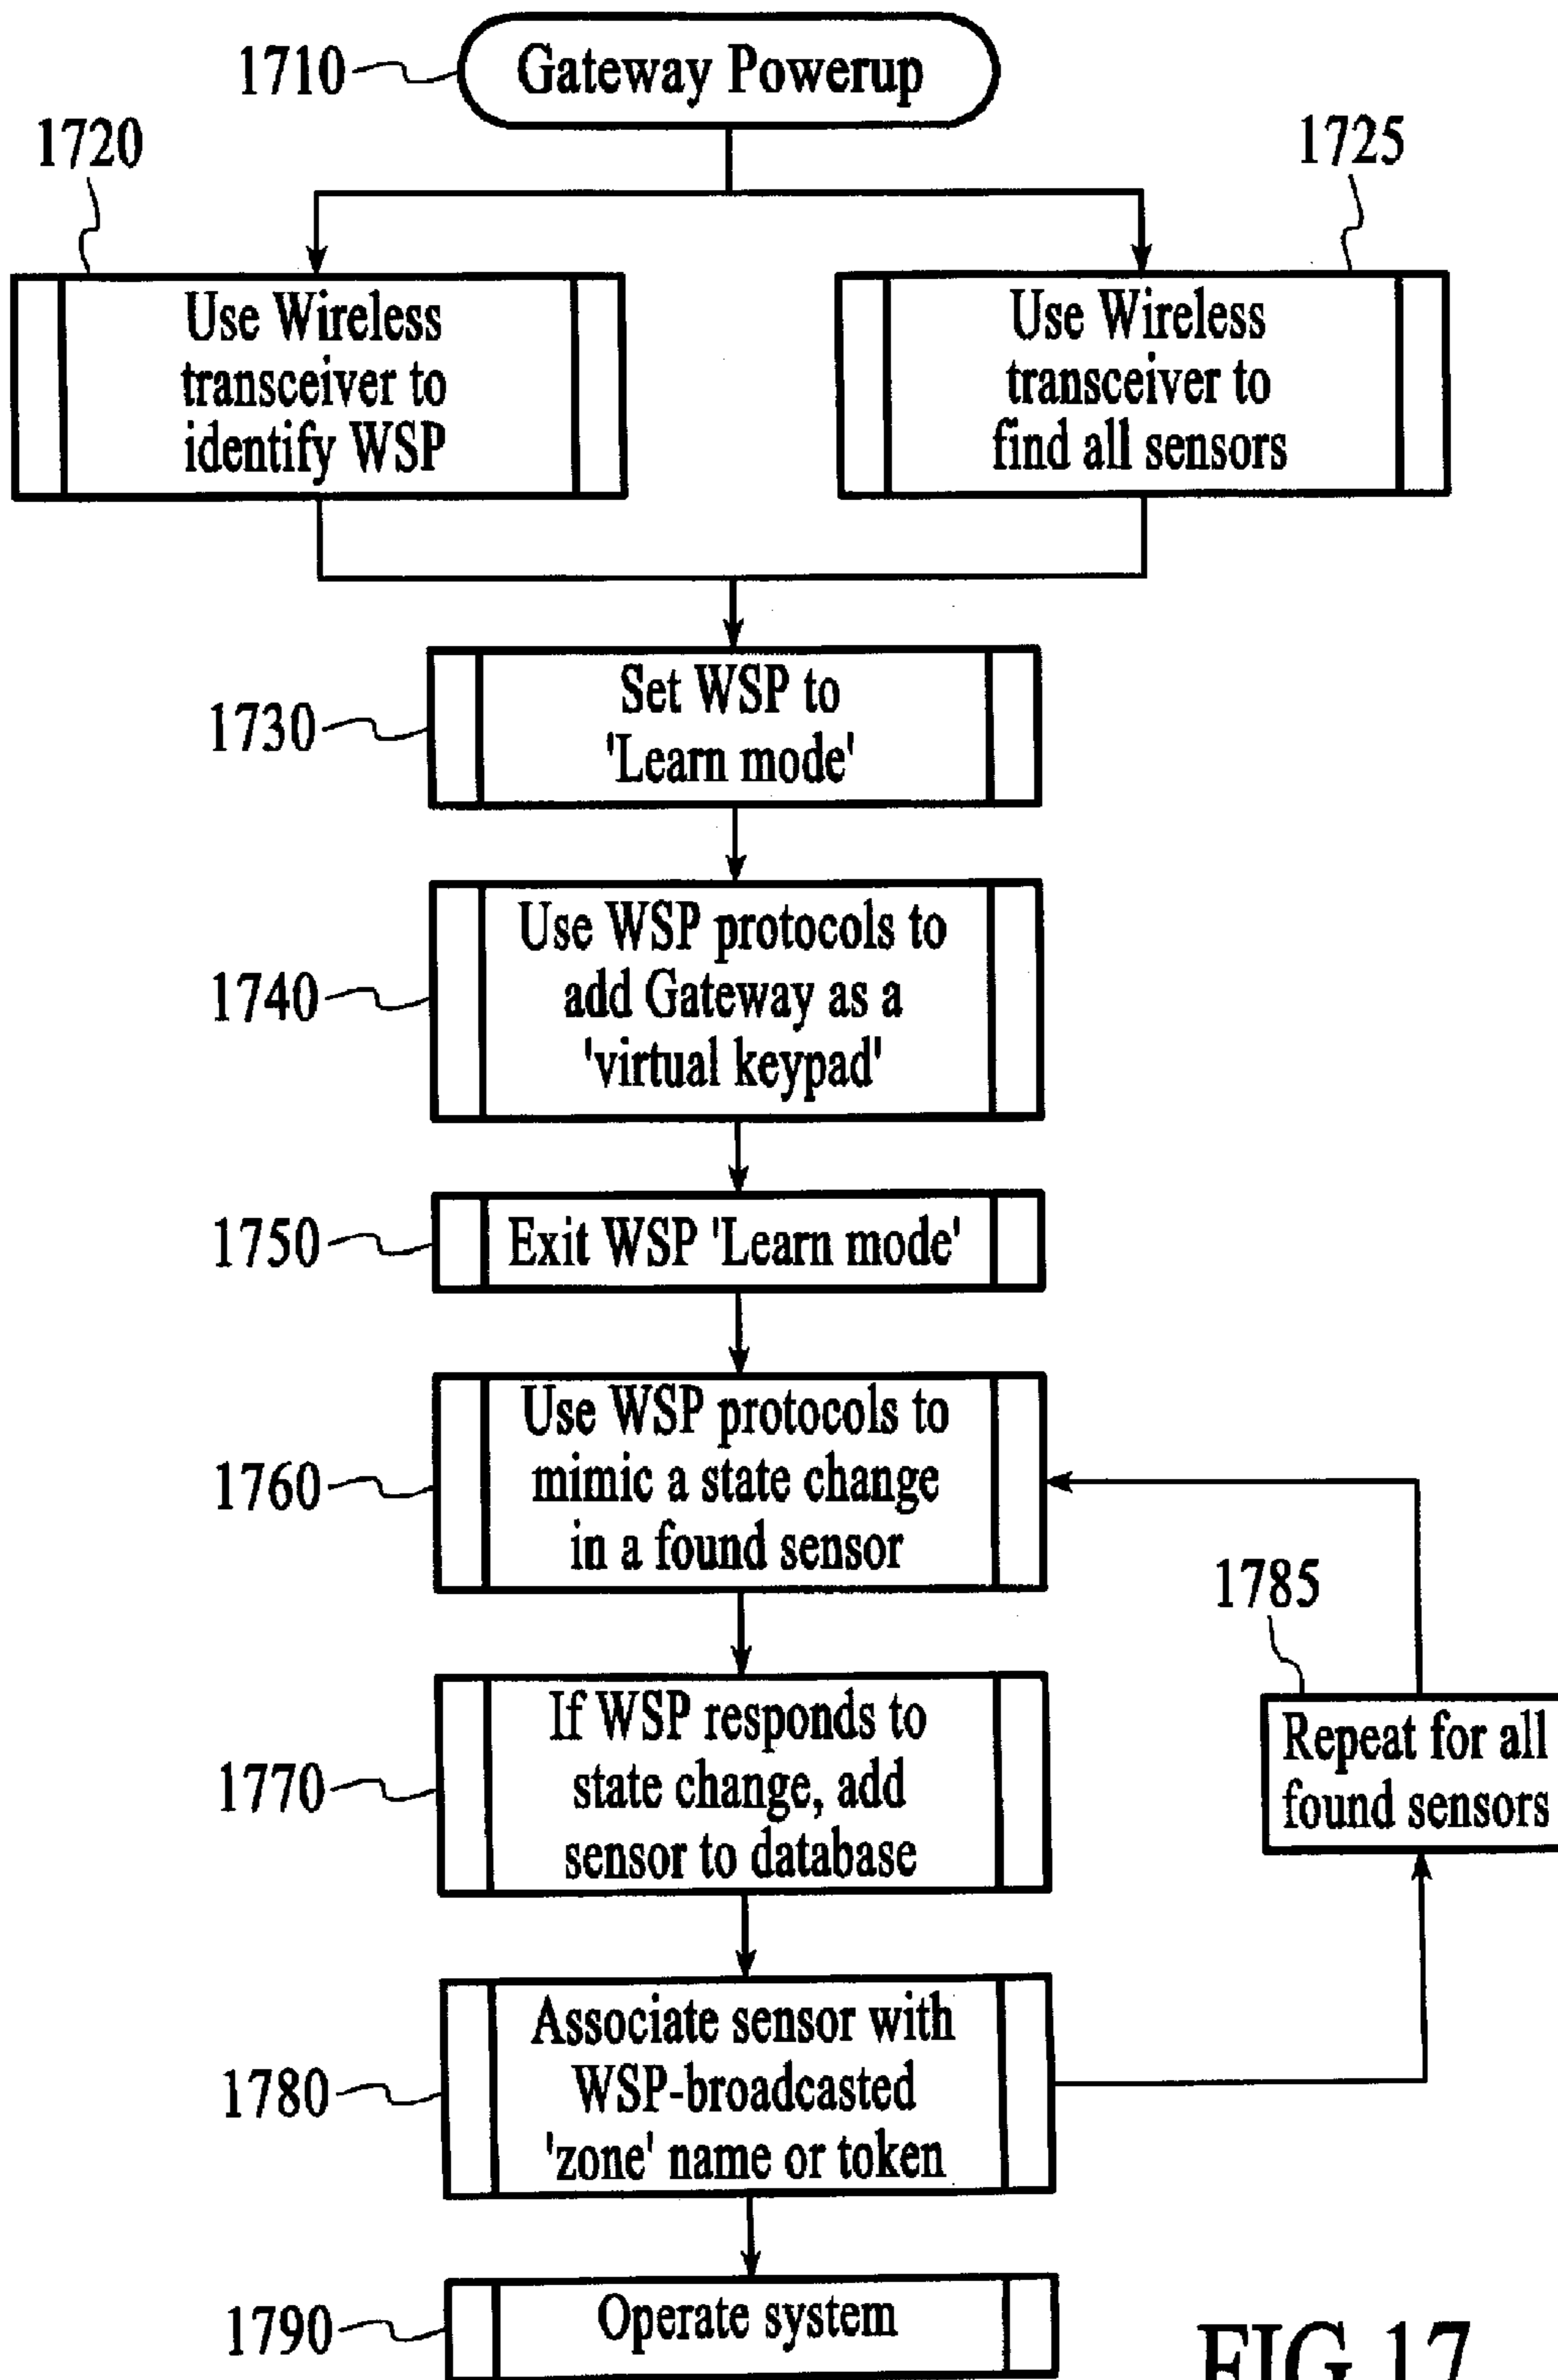 1710
Gateway Powerup
1720
1725
Use Wireless
transceiver to
identify WSP
Use Wireless
transceiver to
find all sensors
1730
Set WSP to
'Learn mode'
1740
Use WSP protocols to
add Gateway as a
'virtual keypad'
1750
Exit WSP 'Learn mode'
1760
Use WSP protocols to
mimic a state change
in a found sensor
1785
Repeat for all
found sensors
1770
If WSP responds to
state change, add
sensor to database
1780
Associate sensor with
WSP-broadcasted
'zone' name or token
1790
Operate system
FIG.17